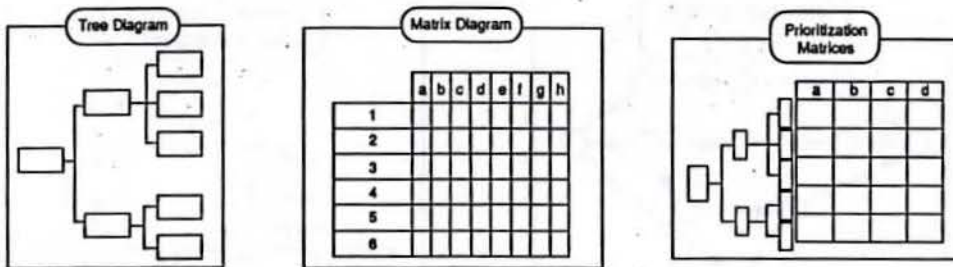 Tree Diagram
Matrix Diagram
a b c d e f g h
1
2
3
4
5
6
Prioritization
Matrices
a b c d